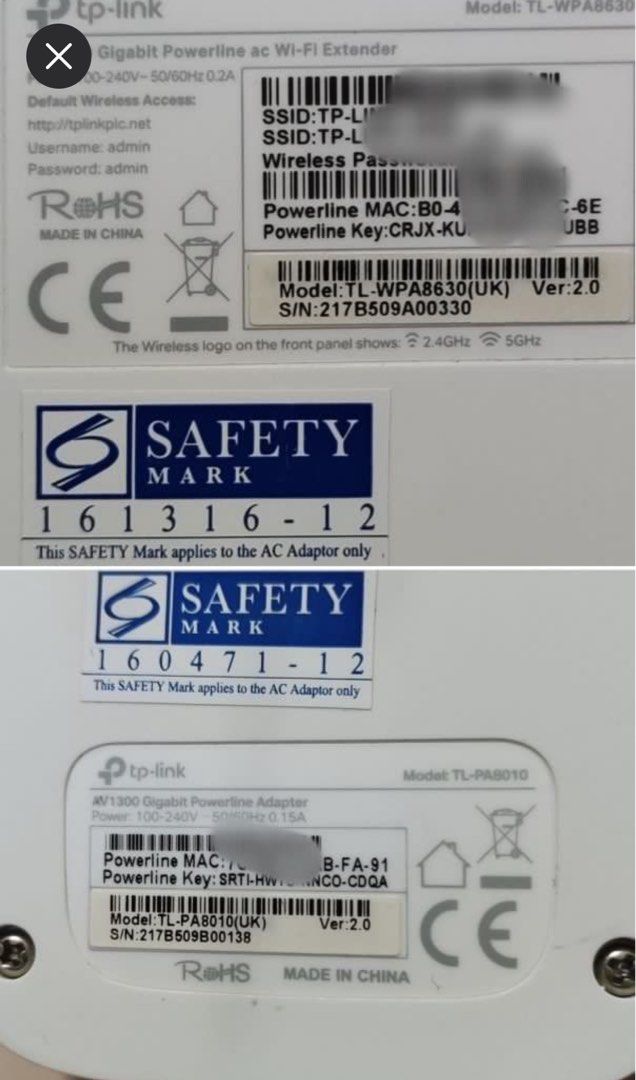 tp-link
Model: TL-WPA8630
Gigabit Powerline ac Wi-Fi Extender
00-240V~ 50/60Hz 0.2A
Default Wireless Access:
http://tplinkplc.net
Username: admin
Password: admin
RoHS
MADE IN CHINA
CE
SSID:TP-LI
SSID:TP-L
Wireless Pass
Powerline MAC:B0-4 C-6E
Powerline Key:CRJX-KU UBB
Model:TL-WPA8630(UK) Ver:2.0
S/N:217B509A00330
The Wireless logo on the front panel shows: 2.4GHz 5GHz
SAFETY
MARK
161316-12
This SAFETY Mark applies to the AC Adaptor only
SAFETY
MARK
160471-12
This SAFETY Mark applies to the AC Adaptor only
tp-link
Model: TL-PA8010
AV1300 Gigabit Powerline Adapter
Power: 100-240V~50/60Hz 0.15A
Powerline MAC: B-FA-91
Powerline Key: SRTI-HW NCO-CDQA
Model:TL-PA8010(UK) Ver:2.0
S/N:217B509B00138
CE
RoHS MADE IN CHINA